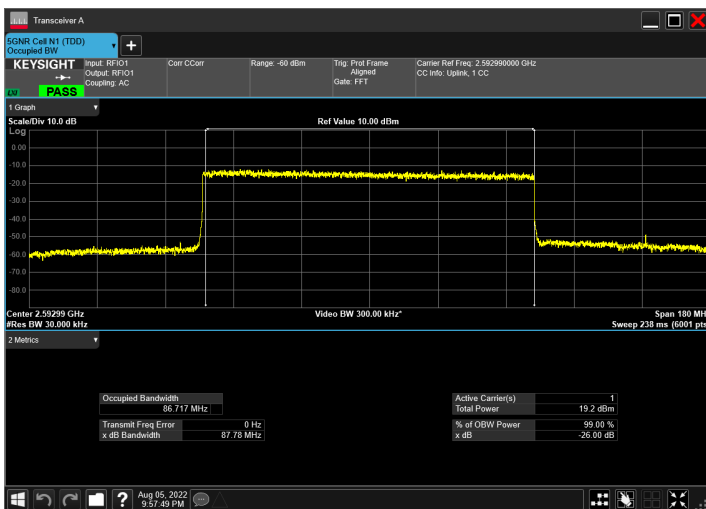 Transceiver A
5GNR Cell N1 (TDD)
Occupied BW
KEYSIGHT
Input: RFIO1
Output: RFIO1
Coupling: AC
Corr CCorr
Range: -60 dBm
Trig: Prot Frame
Aligned
Gate: FFT
Carrier Ref Freq: 2.592990000 GHz
CC Info: Uplink, 1 CC
LXI
PASS
1 Graph
Scale/Div 10.0 dB
Ref Value 10.00 dBm
Log
0.00
-10.0
-20.0
-30.0
-40.0
-50.0
-60.0
-70.0
-80.0
Center 2.59299 GHz
Video BW 300.00 kHz*
Span 180 MH
#Res BW 30.000 kHz
Sweep 238 ms (6001 pts
2 Metrics
Occupied Bandwidth
86.717 MHz
Transmit Freq Error 0 Hz
x dB Bandwidth 87.78 MHz
Active Carrier(s) 1
Total Power 19.2 dBm
% of OBW Power 99.00 %
x dB -26.00 dB
?
Aug 05, 2022
9:57:49 PM